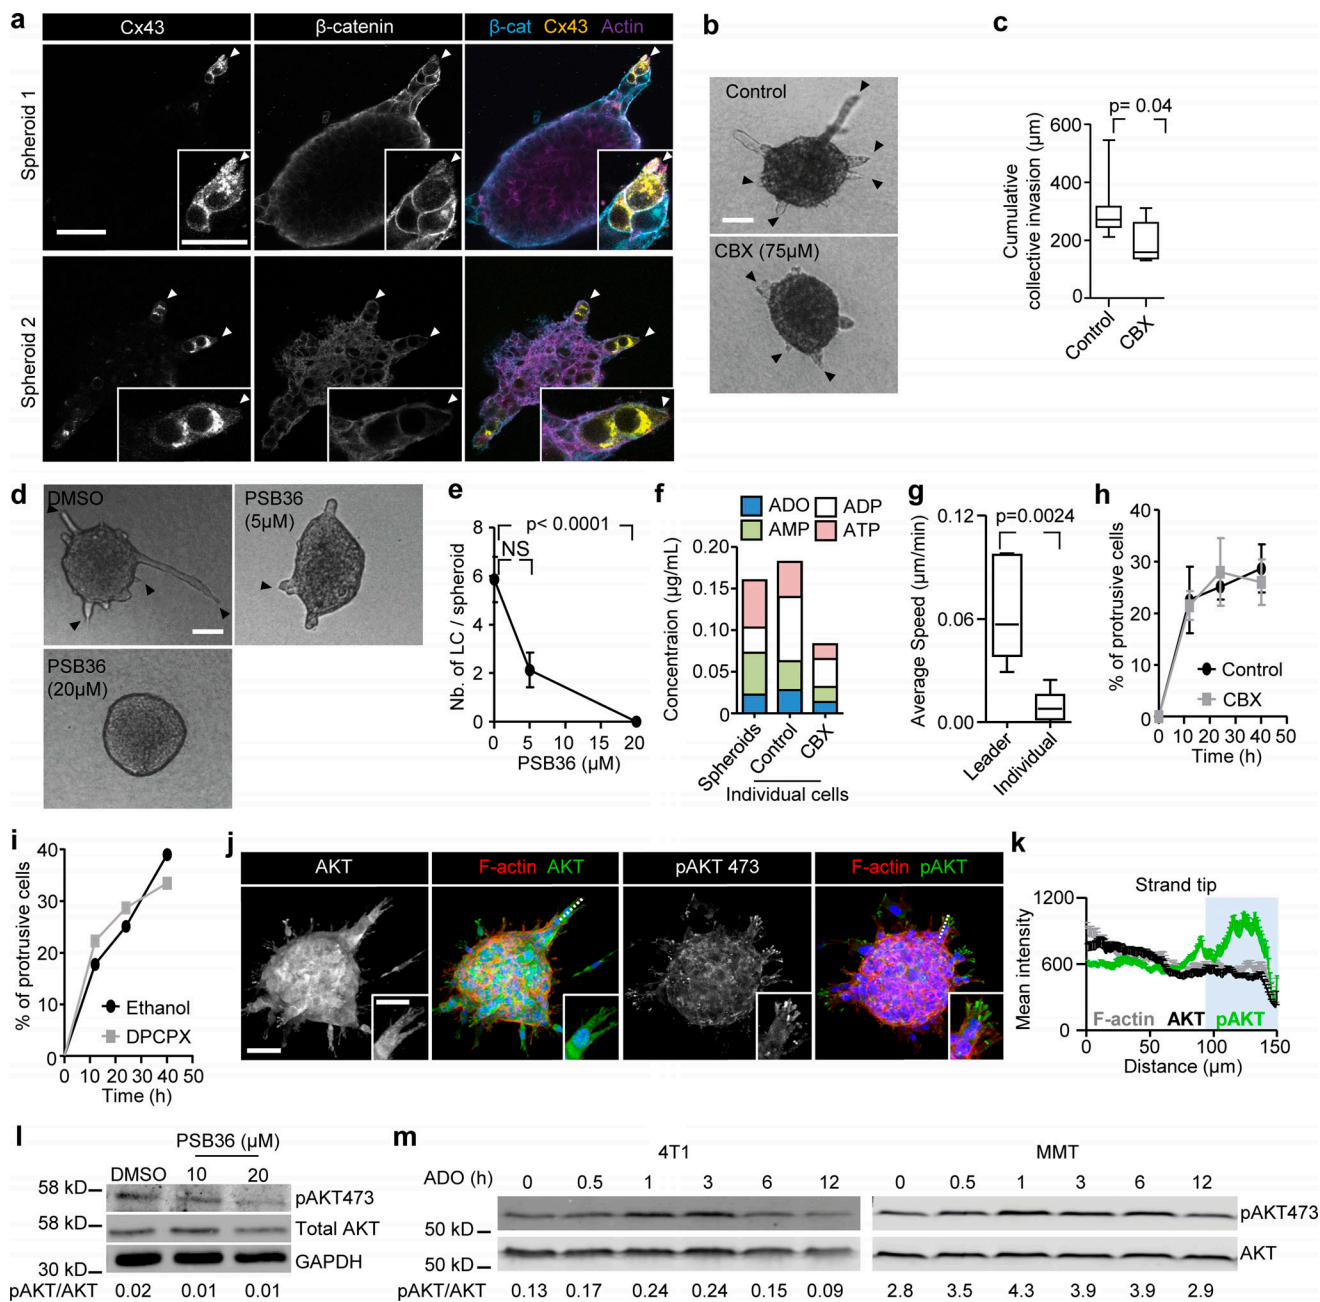 a
Cx43
β-catenin
β-cat Cx43 Actin
Spheroid 1
Spheroid 2
b
Control
CBX (75µM)
c
p= 0.04
Cumulative
collective invasion (µm)
600
400
200
0
Control
CBX
d
DMSO
PSB36
(5µM)
PSB36
(20µM)
e
p< 0.0001
NS
Nb. of LC / spheroid
8
6
4
2
0
0 5 10 15 20
PSB36 (µM)
f
ADO ADP
AMP ATP
Concentraion (µg/mL)
0.20
0.15
0.10
0.05
0
Spheroids
Control
CBX
Individual cells
g
p=0.0024
Average Speed (µm/min)
0.12
0.06
0.00
Leader
Individual
h
% of protrusive cells
40
30
20
10
0
Control
CBX
0 10 20 30 40 50
Time (h)
i
% of protrusive cells
40
30
20
10
0
Ethanol
DPCPX
0 10 20 30 40 50
Time (h)
j
AKT
F-actin AKT
pAKT 473
F-actin pAKT
k
Strand tip
Mean intensity
1200
600
0
F-actin AKT pAKT
0 50 100 150
Distance (µm)
l
PSB36 (µM)
DMSO 10 20
58 kD
pAKT473
58 kD
Total AKT
GAPDH
30 kD
pAKT/AKT 0.02 0.01 0.01
m
4T1 MMT
ADO (h) 0 0.5 1 3 6 12 0 0.5 1 3 6 12
pAKT473
50 kD
AKT
50 kD
pAKT/AKT 0.13 0.17 0.24 0.24 0.15 0.09 2.8 3.5 4.3 3.9 3.9 2.9